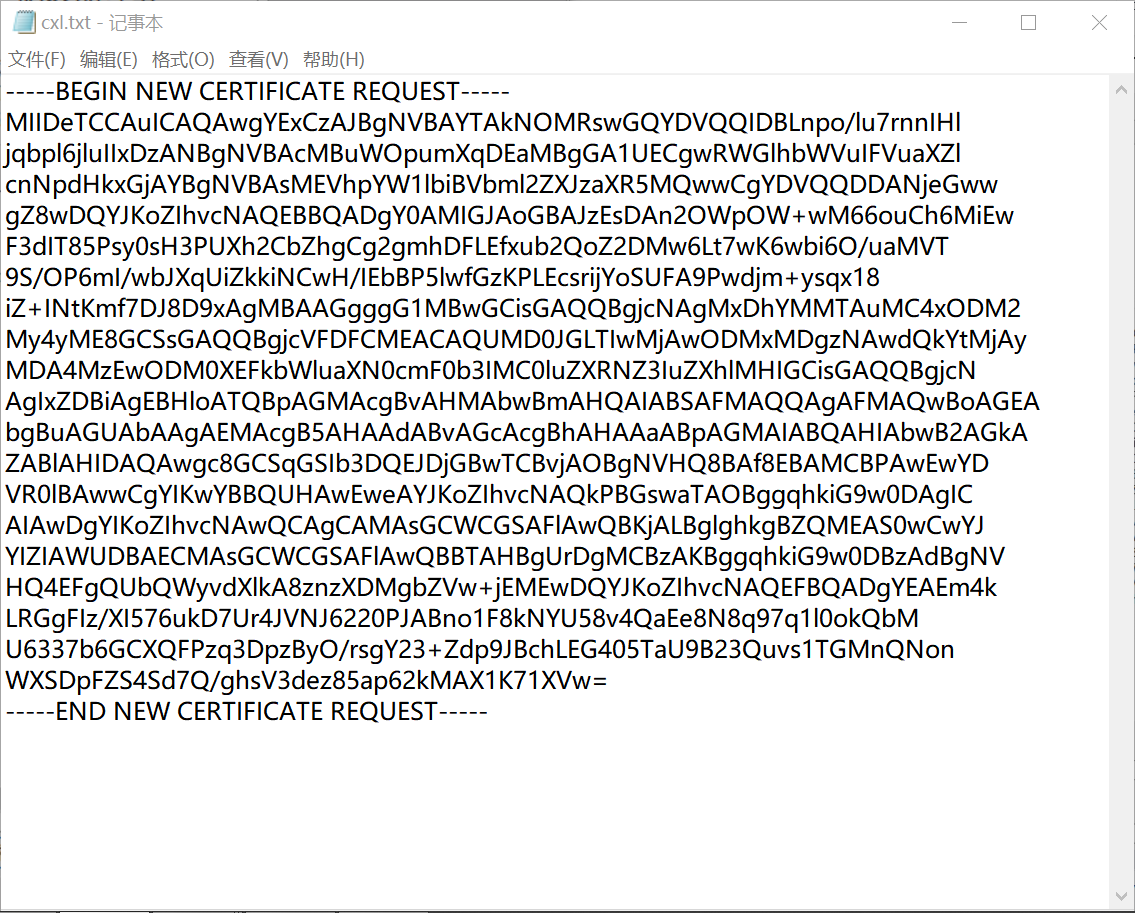 cxl.txt - 记事本
文件(F) 编辑(E) 格式(O) 查看(V) 帮助(H)
-----BEGIN NEW CERTIFICATE REQUEST-----
MIIDeTCCAuICAQAwgYExCzAJBgNVBAYTAkNOMRswGQYDVQQIDBLnpo/lu7rnnIHl
jqbpl6jluIIxDzANBgNVBAcMBuWOpumXqDEaMBgGA1UECgwRWGlhbWVuIFVuaXZl
cnNpdHkxGjAYBgNVBAsMEVhpYW1lbiBVbml2ZXJzaXR5MQwwCgYDVQQDDANjeGww
gZ8wDQYJKoZIhvcNAQEBBQADgY0AMIGJAoGBAJzEsDAn2OWpOW+wM66ouCh6MiEw
F3dIT85Psy0sH3PUXh2CbZhgCg2gmhDFLEfxub2QoZ2DMw6Lt7wK6wbi6O/uaMVT
9S/OP6mI/wbJXqUiZkkiNCwH/IEbBP5lwfGzKPLEcsrijYoSUFA9Pwdjm+ysqx18
iZ+INtKmf7DJ8D9xAgMBAAGggggG1MBwGCisGAQQBgjcNAgMxDhYMMTAuMC4xODM2
My4yME8GCSsGAQQBgjcVFDFCMEACAQUMD0JGLTIwMjAwODMxMDgzNAwdQkYtMjAy
MDA4MzEwODM0XEFkbWluaXN0cmF0b3IMC0luZXRNZ3IuZXhlMHIGCisGAQQBgjcN
AgIxZDBiAgEBHloATQBpAGMAcgBvAHMAbwBmAHQAIABSAFMAQQAgAFMAQwBoAGEA
bgBuAGUAbAAgAEMAcgB5AHAAdABvAGcAcgBhAHAAaABpAGMAIABQAHIAbwB2AGkA
ZABlAHIDAQAwgc8GCSqGSIb3DQEJDjGBwTCBvjAOBgNVHQ8BAf8EBAMCBPAwEwYD
VR0lBAwwCgYIKwYBBQUHAwEweAYJKoZIhvcNAQkPBGswaTAOBggqhkiG9w0DAgIC
AIAwDgYIKoZIhvcNAwQCAgCAMAsGCWCGSAFlAwQBKjALBglghkgBZQMEAS0wCwYJ
YIZIAWUDBAECMAsGCWCGSAFlAwQBBTAHBgUrDgMCBzAKBggqhkiG9w0DBzAdBgNV
HQ4EFgQUbQWyvdXlkA8znzXDMgbZVw+jEMEwDQYJKoZIhvcNAQEFBQADgYEAEm4k
LRGgFIz/XI576ukD7Ur4JVNJ6220PJABno1F8kNYU58v4QaEe8N8q97q1l0okQbM
U6337b6GCXQFPzq3DpzByO/rsgY23+Zdp9JBchLEG405TaU9B23Quvs1TGMnQNon
WXSDpFZS4Sd7Q/ghsV3dez85ap62kMAX1K71XVw=
-----END NEW CERTIFICATE REQUEST-----